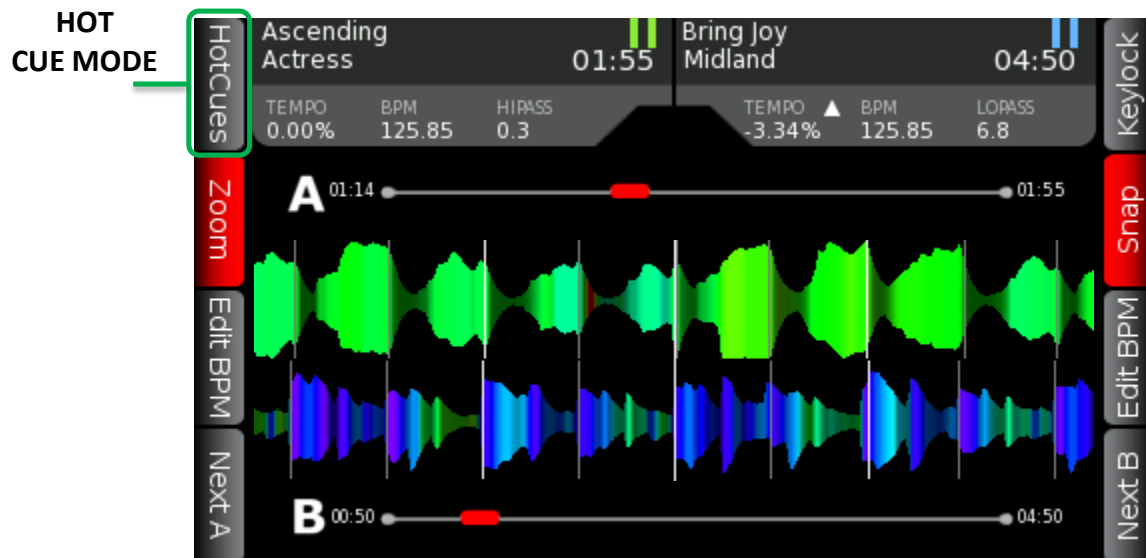 HOT
CUE MODE
HotCues
Zoom
Edit BPM
Next A
Ascending
Actress
01:55
TEMPO BPM HIPASS
0.00% 125.85 0.3
Bring Joy
Midland
04:50
TEMPO BPM LOPASS
-3.34% 125.85 6.8
A 01:14 01:55
B 00:50 04:50
Keylock
Snap
Edit BPM
Next B